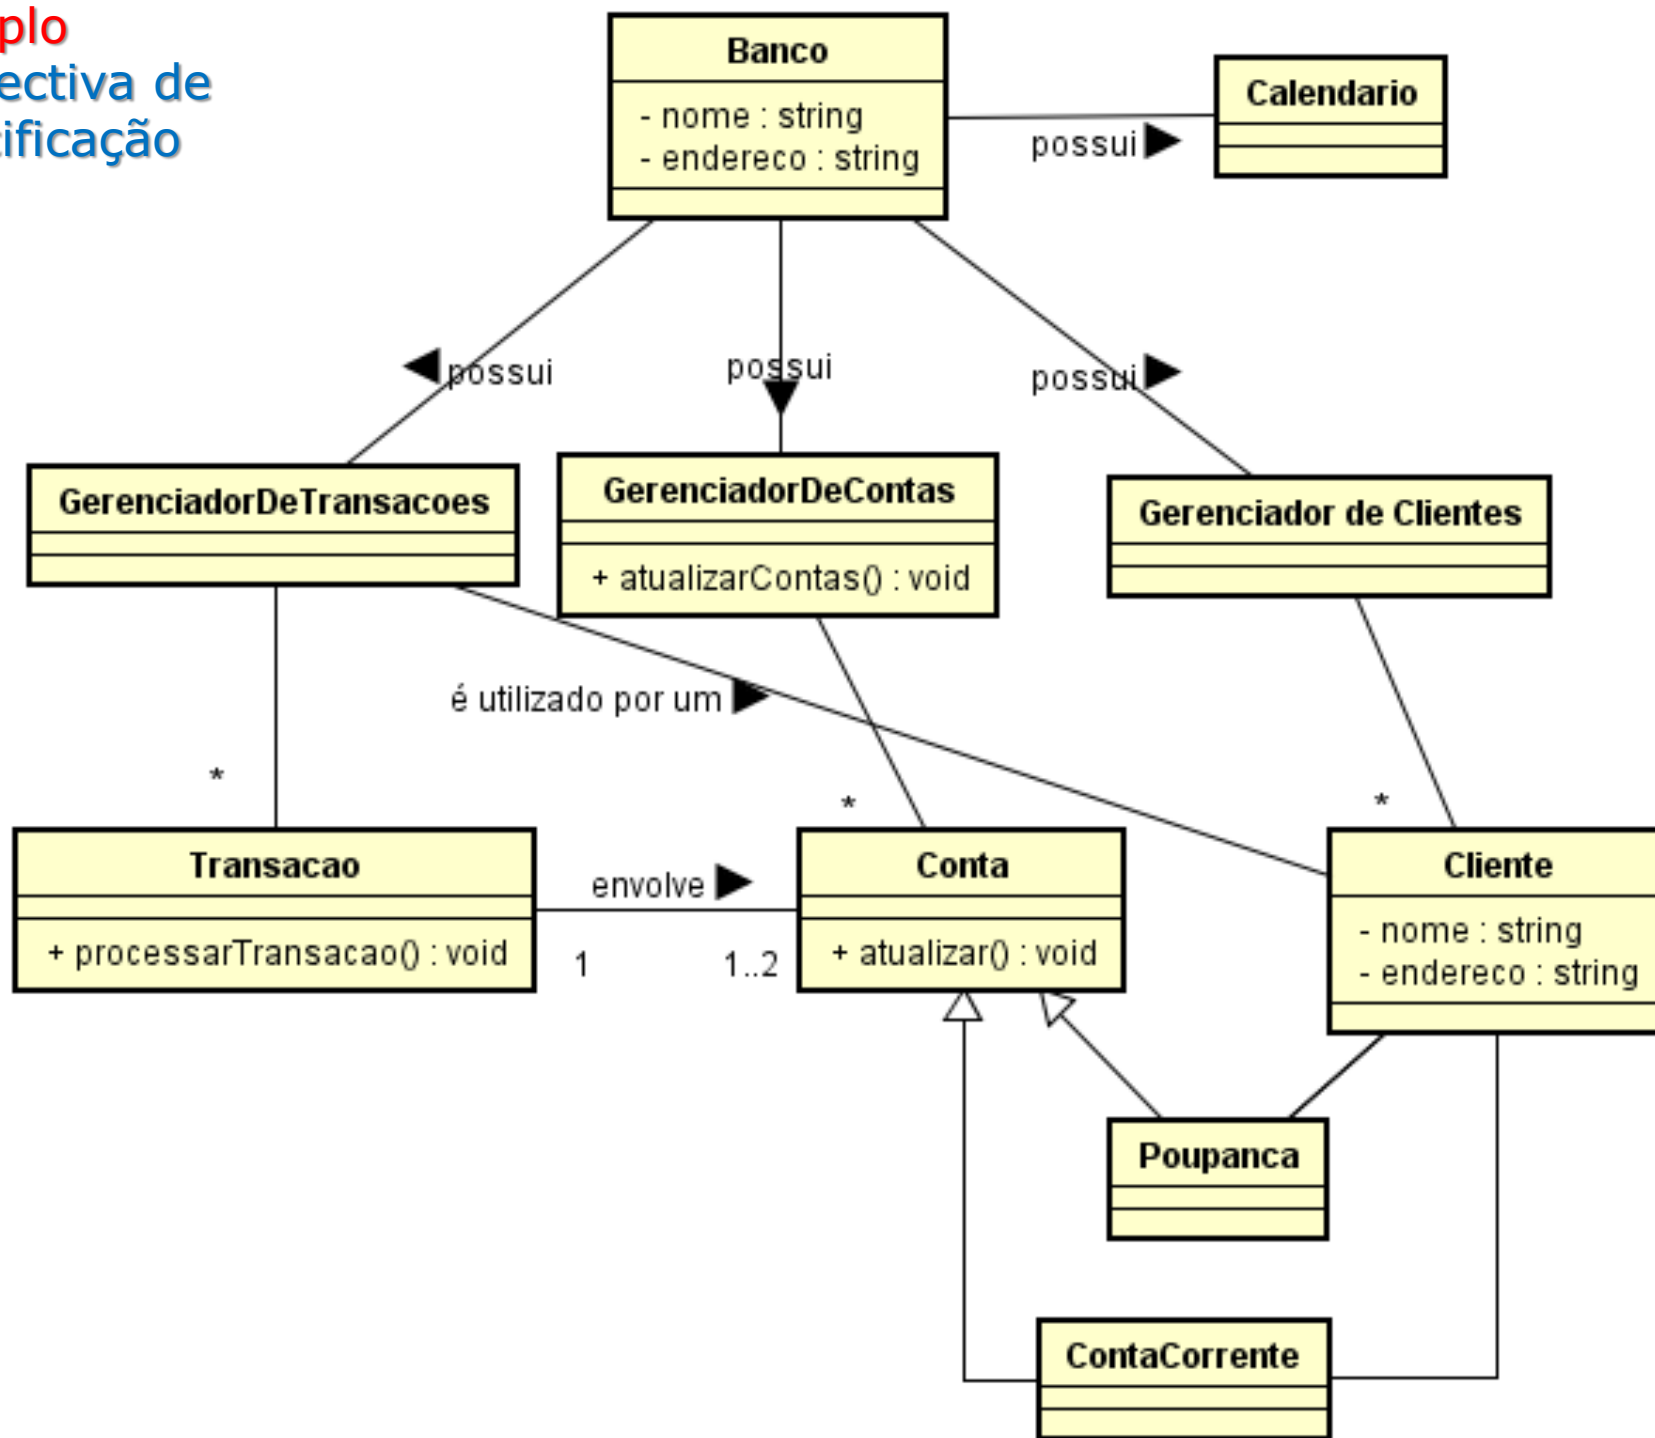 plo
ectiva de
ificação
Banco
- nome : string
- endereco : string
Calendario
possui
possui
possui
possui
GerenciadorDeTransacoes
GerenciadorDeContas
+ atualizarContas() : void
Gerenciador de Clientes
é utilizado por um
*
*
*
Transacao
+ processarTransacao() : void
envolve
1
1..2
Conta
+ atualizar() : void
Cliente
- nome : string
- endereco : string
Poupanca
ContaCorrente